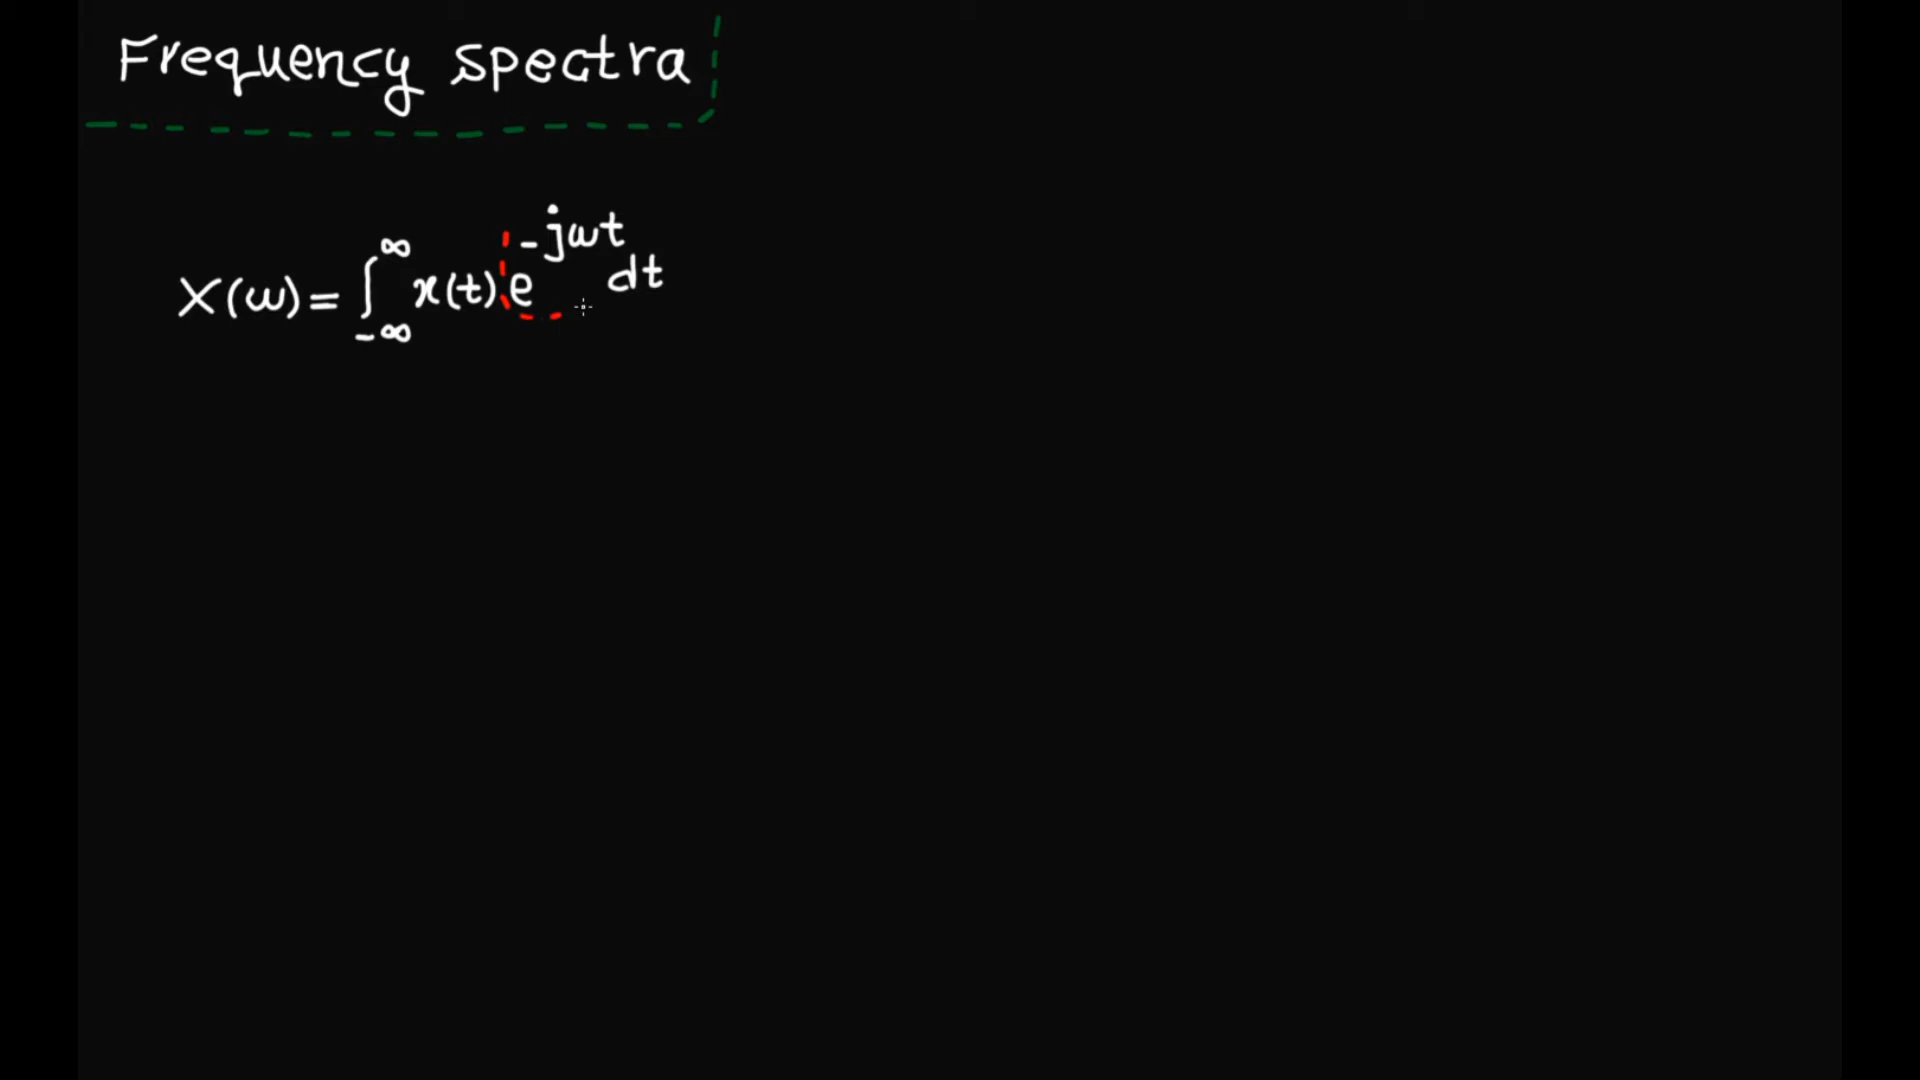 Frequency spectra
X(ω) = ∫_{-∞}^{∞} x(t) e^{-jωt} dt